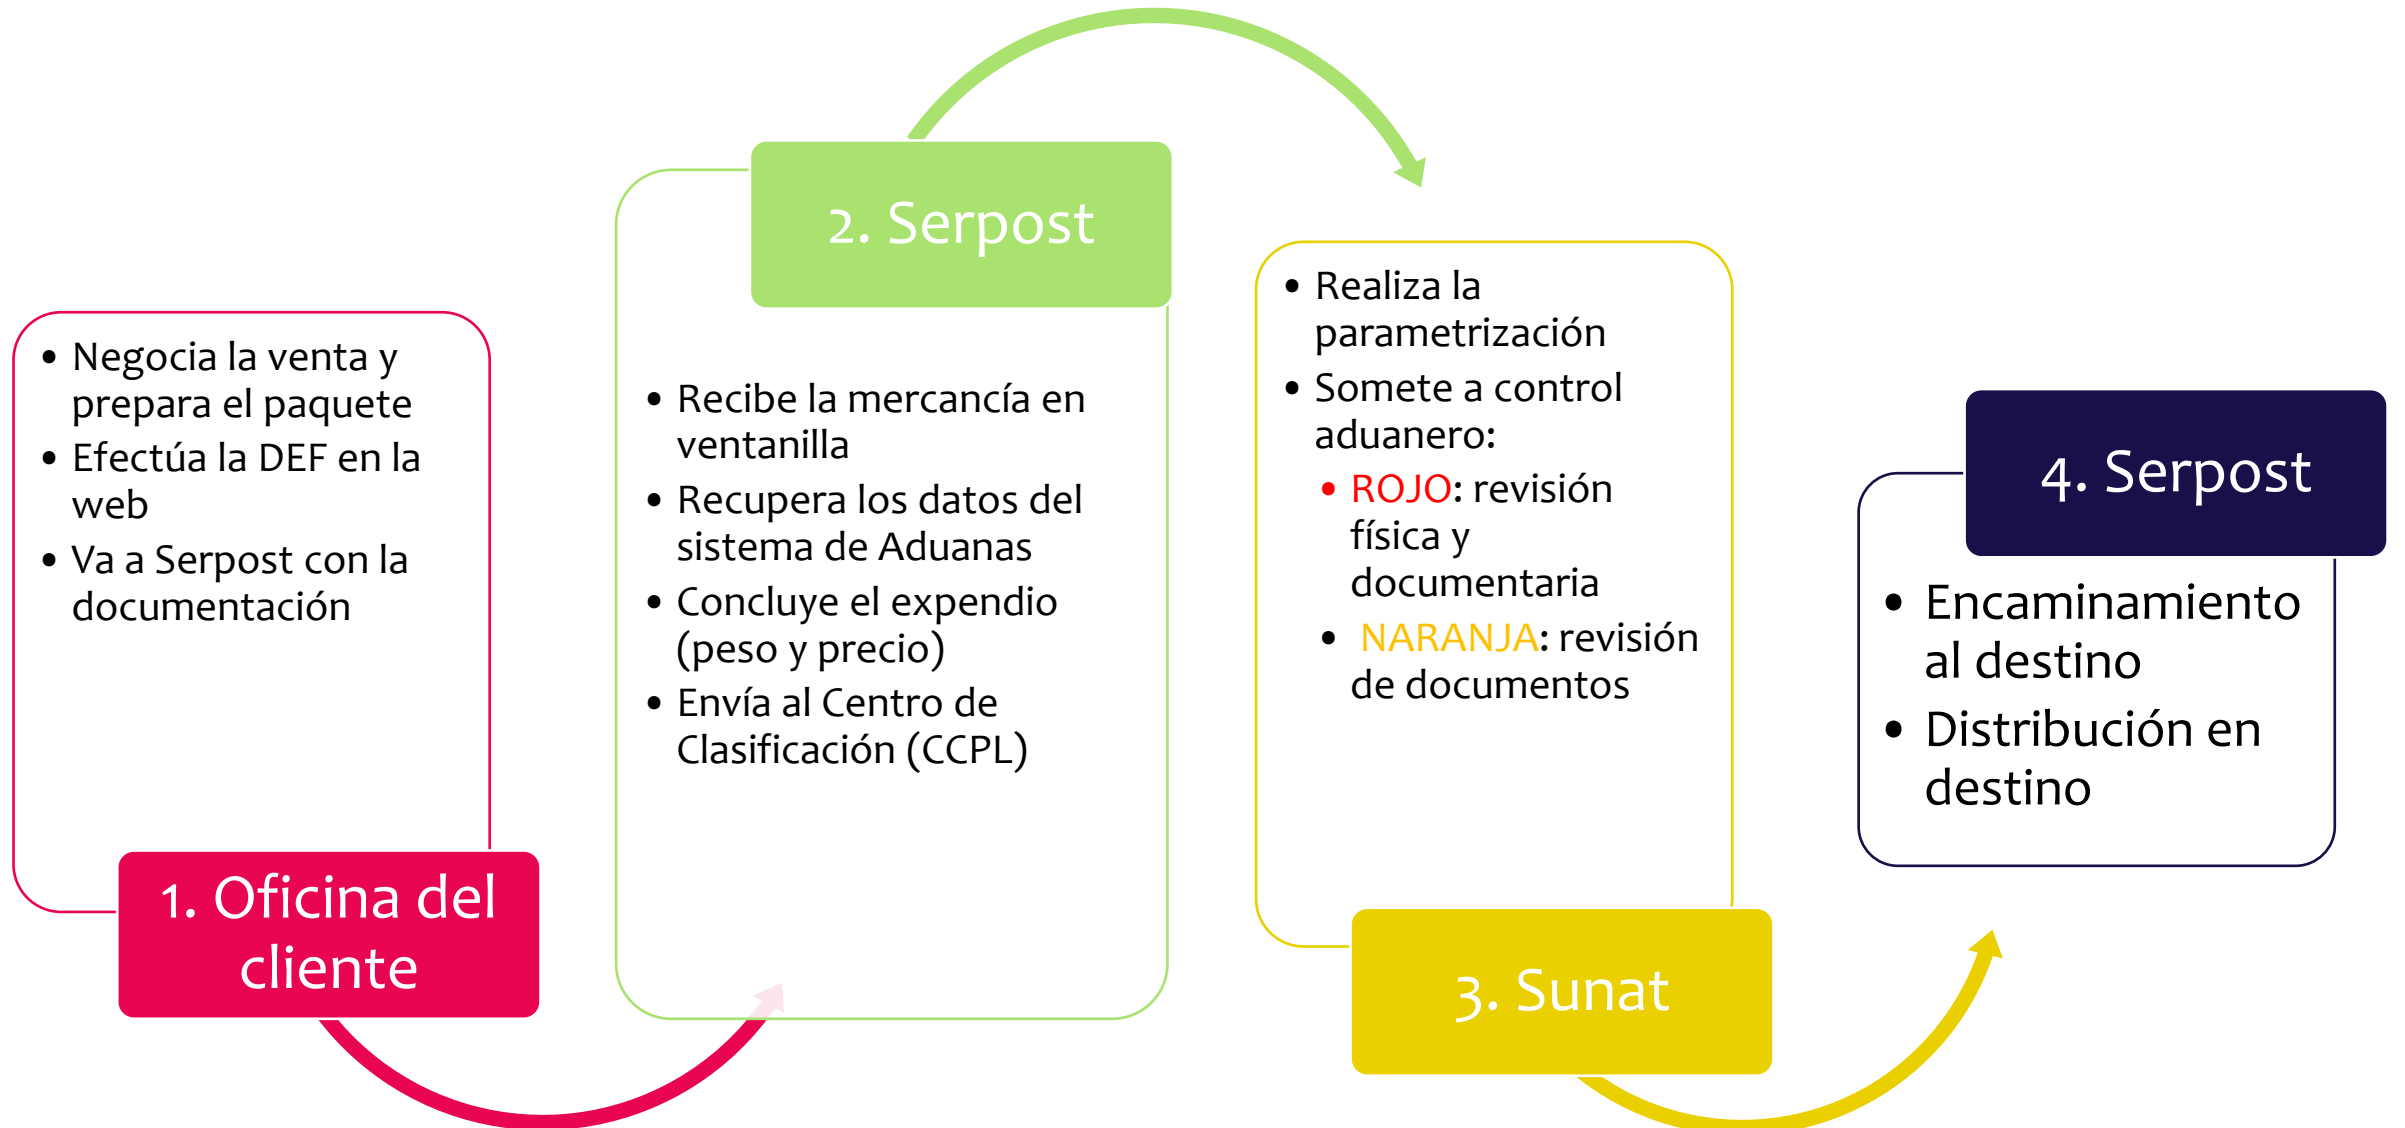 • Negocia la venta y
prepara el paquete
• Efectúa la DEF en la
web
• Va a Serpost con la
documentación
1. Oficina del
cliente
2. Serpost
• Recibe la mercancía en
ventanilla
• Recupera los datos del
sistema de Aduanas
• Concluye el expendio
(peso y precio)
• Envía al Centro de
Clasificación (CCPL)
• Realiza la
parametrización
• Somete a control
aduanero:
• ROJO: revisión
física y
documentaria
• NARANJA: revisión
de documentos
3. Sunat
4. Serpost
• Encaminamiento
al destino
• Distribución en
destino